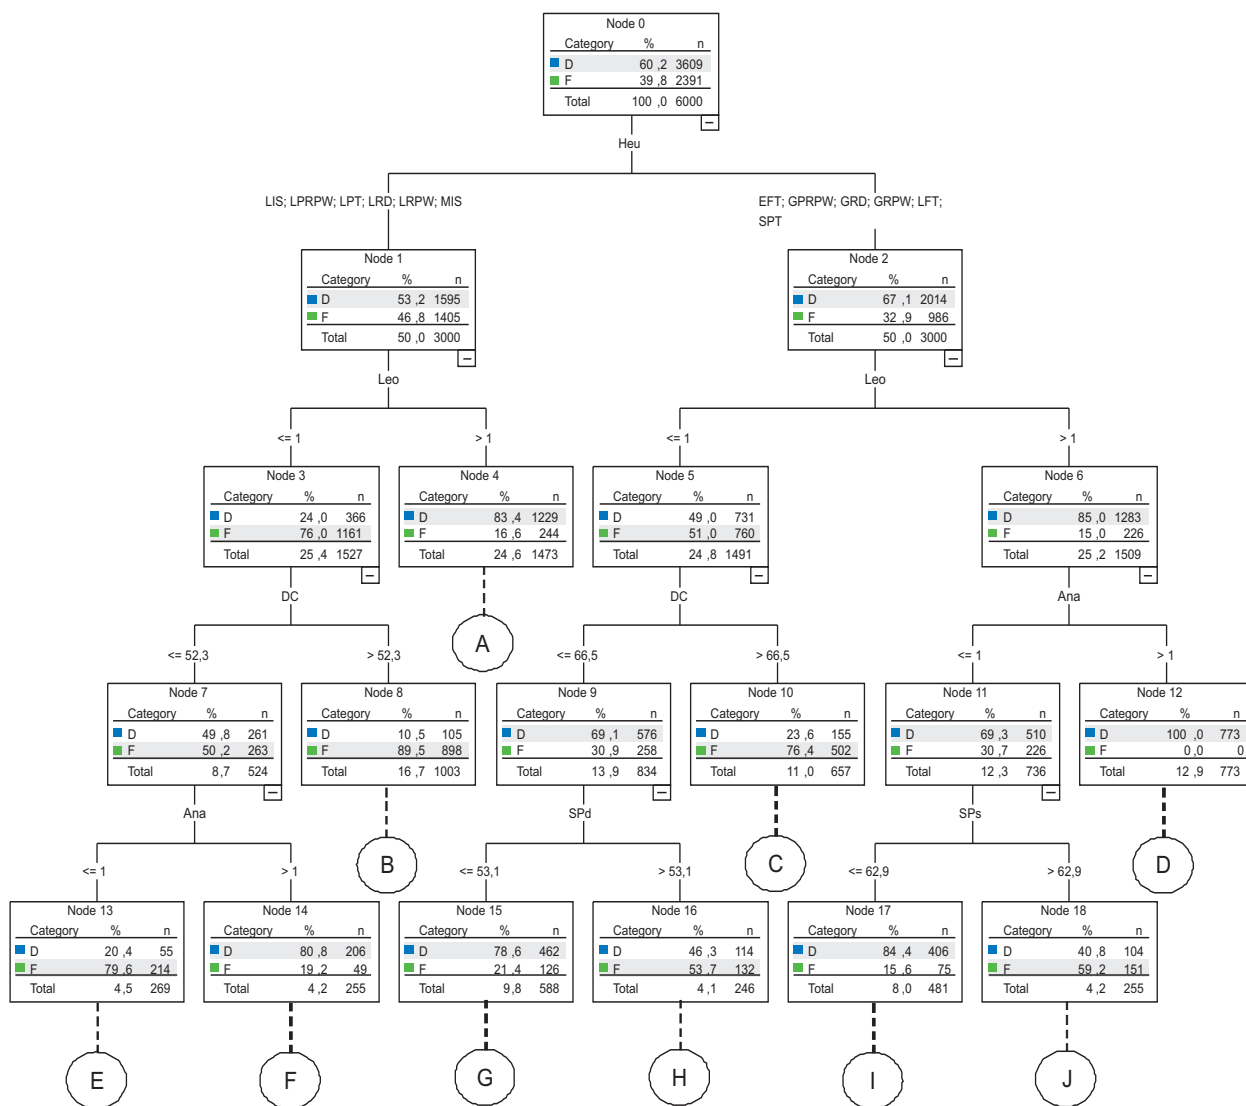 Node 0
Category % n
D 60 ,2 3609
F 39 ,8 2391
Total 100 ,0 6000
Heu
LIS; LPRPW; LPT; LRD; LRPW; MIS
EFT; GPRPW; GRD; GRPW; LFT;
SPT
Node 1
Category % n
D 53 ,2 1595
F 46 ,8 1405
Total 50 ,0 3000
Node 2
Category % n
D 67 ,1 2014
F 32 ,9 986
Total 50 ,0 3000
Leo
Leo
<= 1
> 1
<= 1
> 1
Node 3
Category % n
D 24 ,0 366
F 76 ,0 1161
Total 25 ,4 1527
Node 4
Category % n
D 83 ,4 1229
F 16 ,6 244
Total 24 ,6 1473
Node 5
Category % n
D 49 ,0 731
F 51 ,0 760
Total 24 ,8 1491
Node 6
Category % n
D 85 ,0 1283
F 15 ,0 226
Total 25 ,2 1509
DC
A
DC
Ana
<= 52,3
> 52,3
<= 66,5
> 66,5
<= 1
> 1
Node 7
Category % n
D 49 ,8 261
F 50 ,2 263
Total 8 ,7 524
Node 8
Category % n
D 10 ,5 105
F 89 ,5 898
Total 16 ,7 1003
Node 9
Category % n
D 69 ,1 576
F 30 ,9 258
Total 13 ,9 834
Node 10
Category % n
D 23 ,6 155
F 76 ,4 502
Total 11 ,0 657
Node 11
Category % n
D 69 ,3 510
F 30 ,7 226
Total 12 ,3 736
Node 12
Category % n
D 100 ,0 773
F 0 ,0 0
Total 12 ,9 773
Ana
B
SPd
C
SPs
D
<= 1
> 1
<= 53,1
> 53,1
<= 62,9
> 62,9
Node 13
Category % n
D 20 ,4 55
F 79 ,6 214
Total 4 ,5 269
Node 14
Category % n
D 80 ,8 206
F 19 ,2 49
Total 4 ,2 255
Node 15
Category % n
D 78 ,6 462
F 21 ,4 126
Total 9 ,8 588
Node 16
Category % n
D 46 ,3 114
F 53 ,7 132
Total 4 ,1 246
Node 17
Category % n
D 84 ,4 406
F 15 ,6 75
Total 8 ,0 481
Node 18
Category % n
D 40 ,8 104
F 59 ,2 151
Total 4 ,2 255
E
F
G
H
I
J